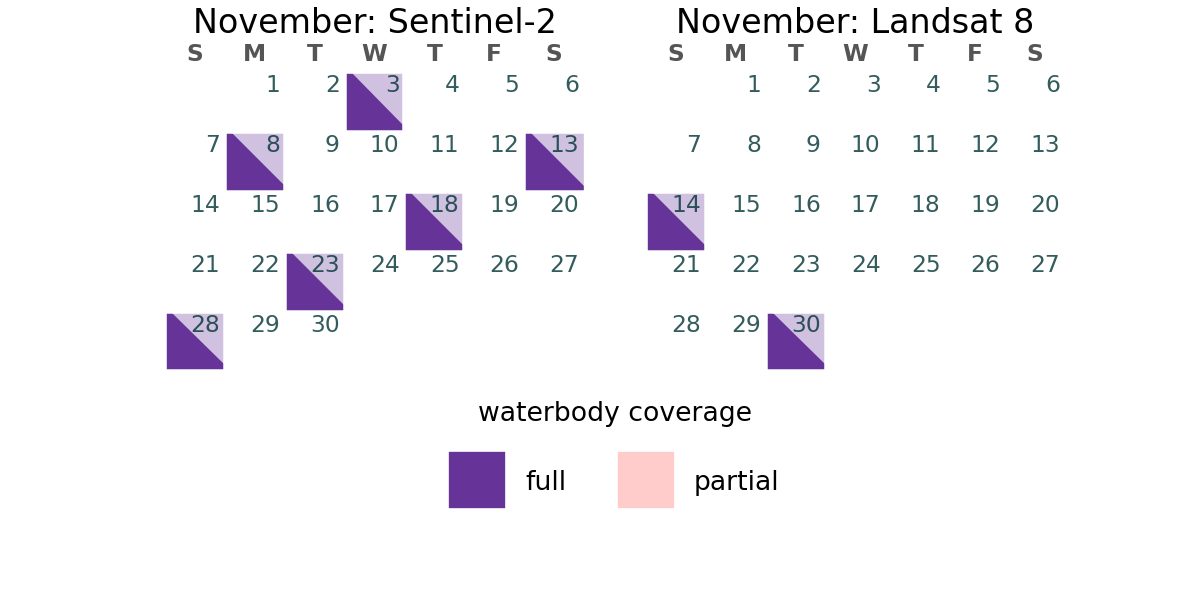 November: Sentinel-2
S M T W T F S
1 2 3 4 5 6
7 8 9 10 11 12 13
14 15 16 17 18 19 20
21 22 23 24 25 26 27
28 29 30
November: Landsat 8
S M T W T F S
1 2 3 4 5 6
7 8 9 10 11 12 13
14 15 16 17 18 19 20
21 22 23 24 25 26 27
28 29 30
waterbody coverage
full partial